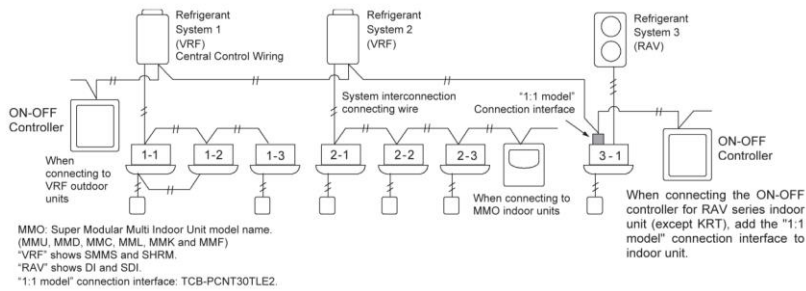 Refrigerant
System 1
(VRF)
Central Control Wiring
Refrigerant
System 2
(VRF)
Refrigerant
System 3
(RAV)
ON-OFF
Controller
When
connecting to
VRF outdoor
units
System interconnection
connecting wire
"1:1 model"
Connection interface
ON-OFF
Controller
1-1
1-2
1-3
2-1
2-2
2-3
3-1
When connecting to
MMO indoor units
When connecting the ON-OFF
controller for RAV series indoor
unit (except KRT), add the "1:1
model" connection interface to
indoor unit.
MMO: Super Modular Multi Indoor Unit model name.
(MMU, MMD, MMC, MML, MMK and MMF)
"VRF" shows SMMS and SHRM.
"RAV" shows DI and SDI.
"1:1 model" connection interface: TCB-PCNT30TLE2.